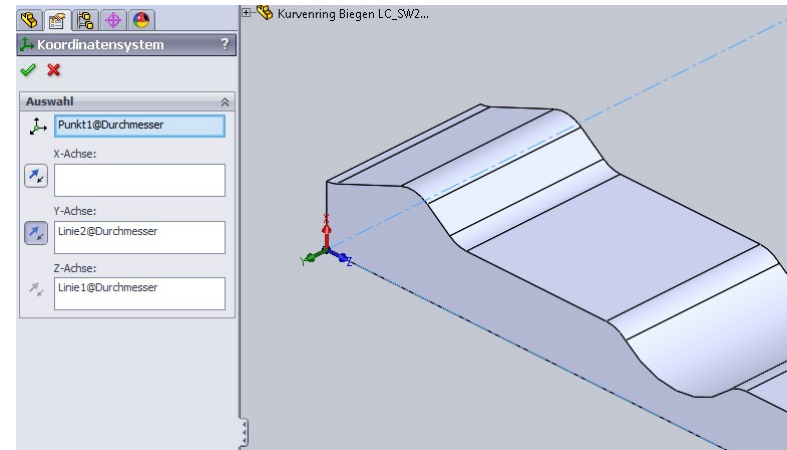 Kurvenring Biegen LC_SW2...
Koordinatensystem ?
Auswahl
Punkt1@Durchmesser
X-Achse:
Y-Achse:
Linie2@Durchmesser
Z-Achse:
Linie1@Durchmesser
X
Y
Z